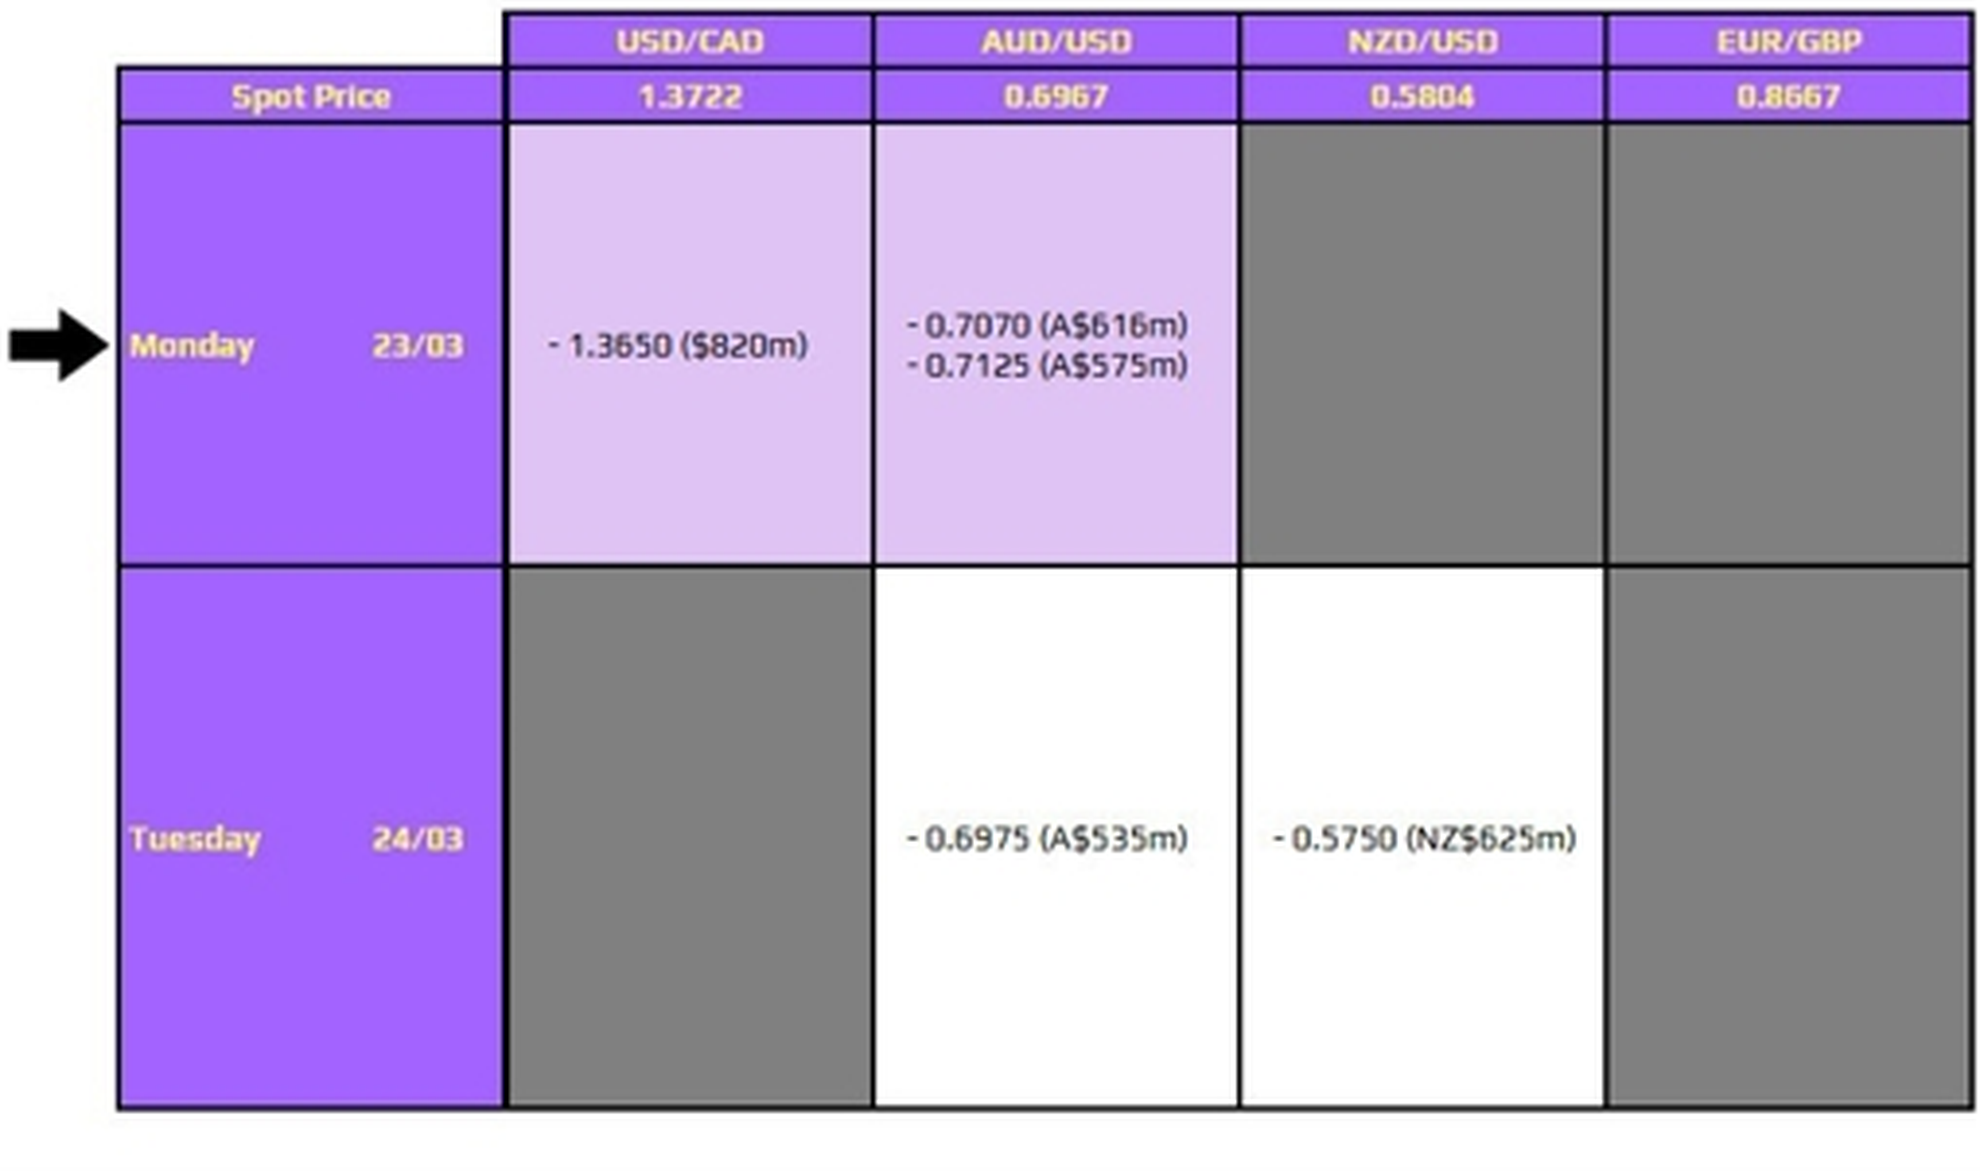 USD/CAD AUD/USD NZD/USD EUR/GBP
Spot Price 1.3722 0.6967 0.5804 0.8667
Monday 23/03
- 1.3650 ($820m)
- 0.7070 (A$616m)
- 0.7125 (A$575m)
Tuesday 24/03
- 0.6975 (A$535m)
- 0.5750 (NZ$625m)